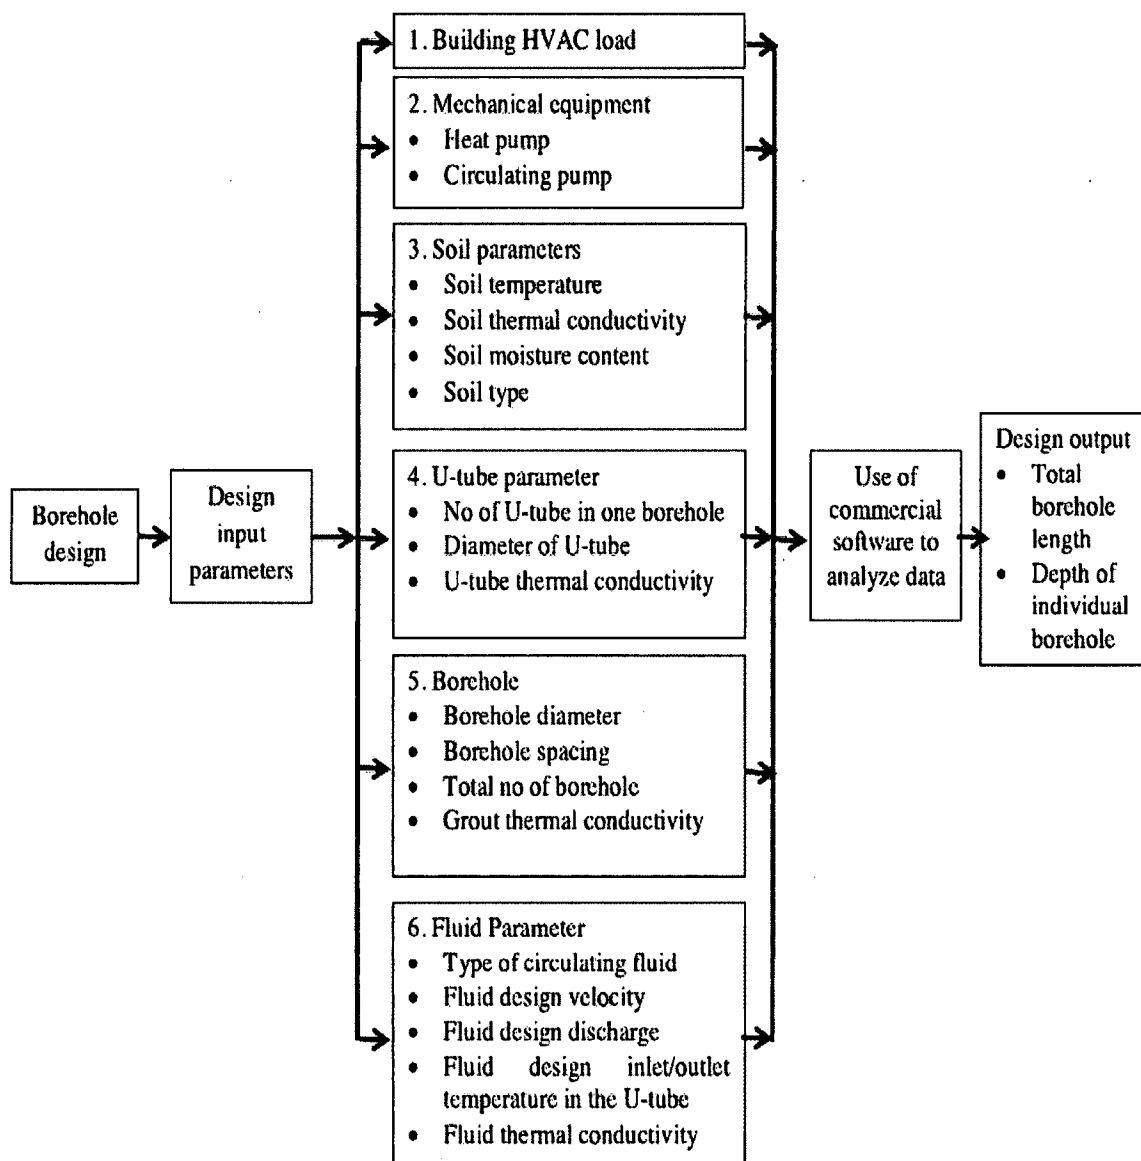 Borehole
design
Design
input
parameters
1. Building HVAC load
2. Mechanical equipment
• Heat pump
• Circulating pump
3. Soil parameters
• Soil temperature
• Soil thermal conductivity
• Soil moisture content
• Soil type
4. U-tube parameter
• No of U-tube in one borehole
• Diameter of U-tube
• U-tube thermal conductivity
5. Borehole
• Borehole diameter
• Borehole spacing
• Total no of borehole
• Grout thermal conductivity
6. Fluid Parameter
• Type of circulating fluid
• Fluid design velocity
• Fluid design discharge
• Fluid design inlet/outlet
temperature in the U-tube
• Fluid thermal conductivity
Use of
commercial
software to
analyze data
Design output
• Total
borehole
length
• Depth of
individual
borehole